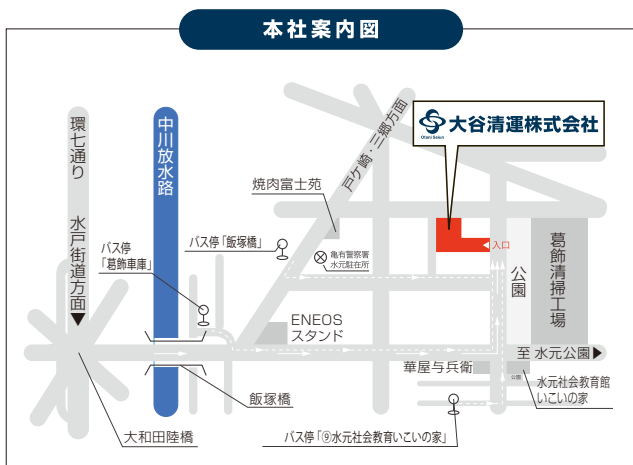 本社案内図
大谷清運株式会社
Otani Seiun
環七通り
水戸街道方面▼
中川放水路
戸ケ崎・三郷方面
焼肉富士苑
バス停
「葛飾車庫」
バス停「飯塚橋」
亀有警察署
水元駐在所
入口
公園
葛飾清掃工場
ENEOS
スタンド
至 水元公園▶
華屋与兵衛
公園
水元社会教育館
いこいの家
飯塚橋
大和田陸橋
バス停「⑨水元社会教育いこいの家」